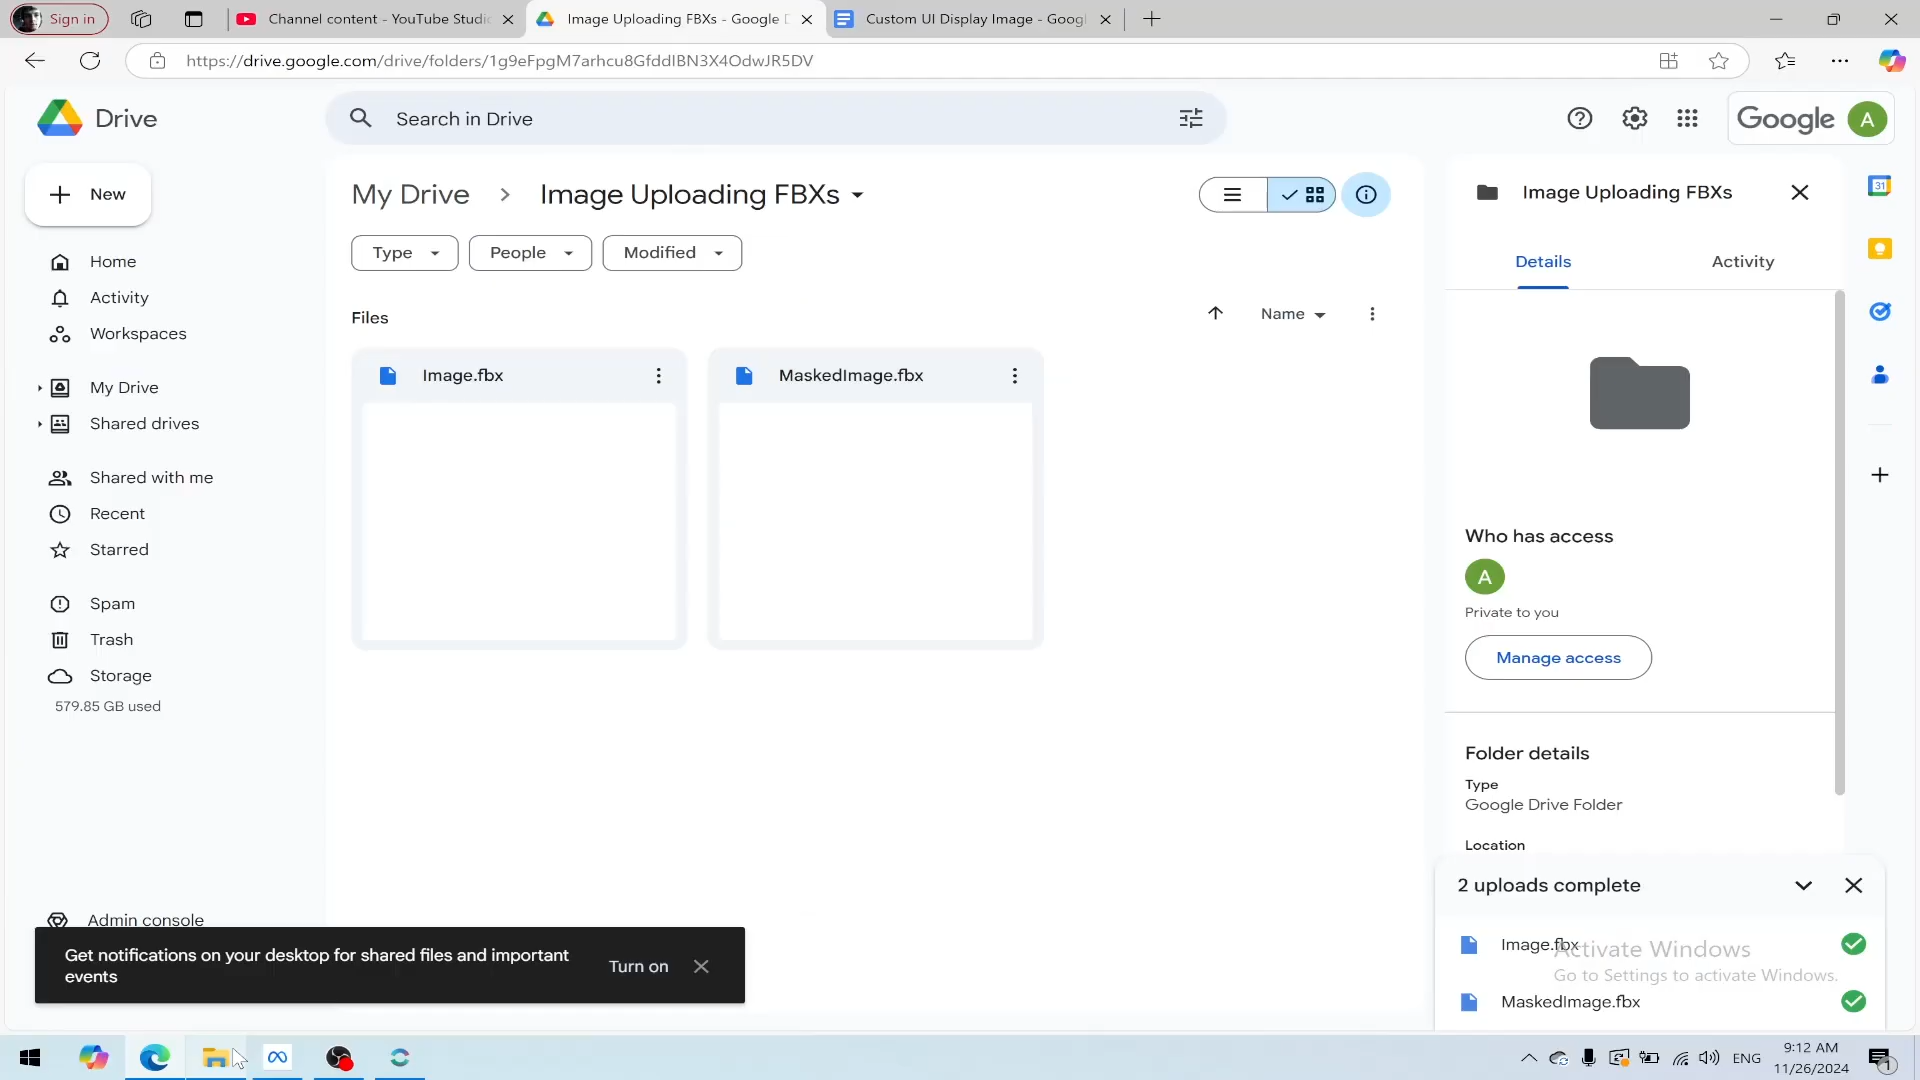 Sign in
Channel content - YouTube Studio
Image Uploading FBXs - Google D
Custom UI Display Image - Googl
https://drive.google.com/drive/folders/1g9eFpgM7arhcu8GfddlBN3X4OdwJR5DV
Drive
Search in Drive
Google
A
New
My Drive
Image Uploading FBXs
Image Uploading FBXs
Type
People
Modified
Details
Activity
Home
Activity
Workspaces
My Drive
Shared drives
Shared with me
Recent
Starred
Spam
Trash
Storage
579.85 GB used
Admin console
Files
Name
Image.fbx
MaskedImage.fbx
31
Who has access
A
Private to you
Manage access
Folder details
Type
Google Drive Folder
Location
2 uploads complete
Image.fbx
MaskedImage.fbx
Activate Windows
Go to Settings to activate Windows.
Get notifications on your desktop for shared files and important
events
Turn on
ENG
9:12 AM
11/26/2024
1